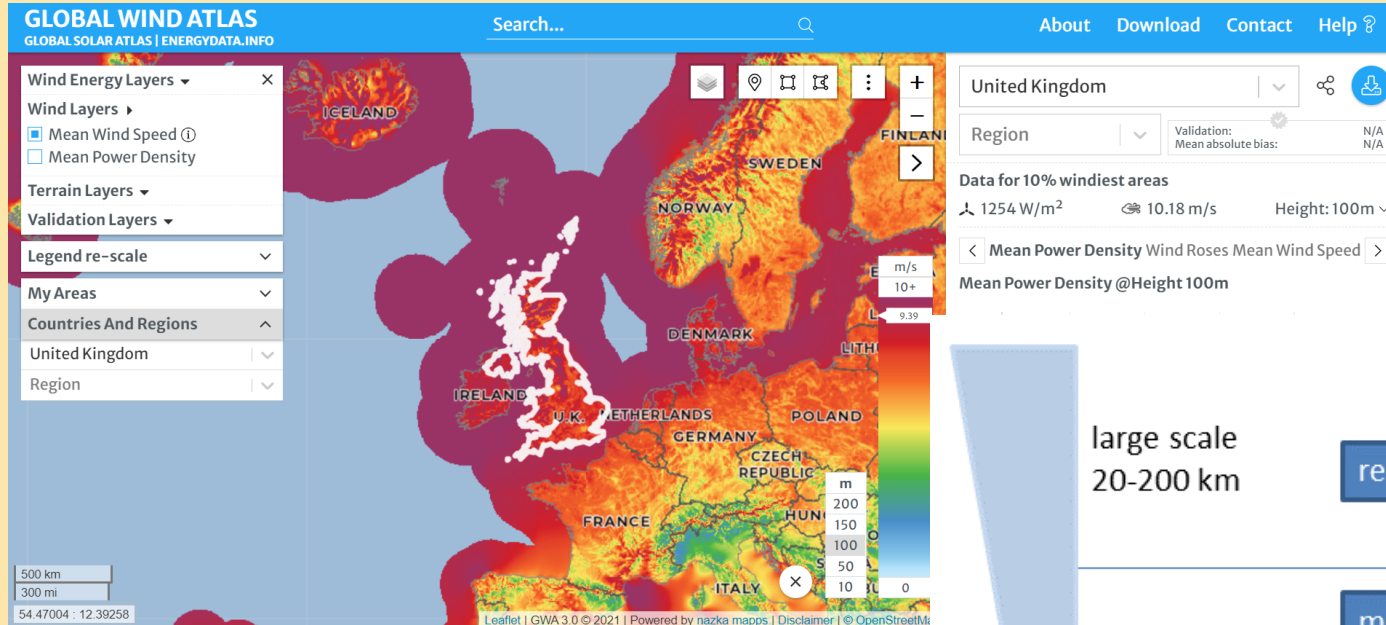 GLOBAL WIND ATLAS
GLOBAL SOLAR ATLAS | ENERGYDATA.INFO
Search...
About Download Contact Help
Wind Energy Layers
Wind Layers
Mean Wind Speed
Mean Power Density
Terrain Layers
Validation Layers
Legend re-scale
My Areas
Countries And Regions
United Kingdom
Region
500 km
300 mi
54.47004 : 12.39258
ICELAND
SWEDEN
FINLAN
NORWAY
DENMARK
LITH
IRELAND
U.K.
NETHERLANDS
POLAND
GERMANY
CZECH
REPUBLIC
FRANCE
HUN
ITALY
m/s
10+
9.39
0
m
200
150
100
50
10
Leaflet | GWA 3.0 © 2021 | Powered by nazka mapps | Disclaimer | © OpenStreetMa
United Kingdom
Region
Validation: N/A
Mean absolute bias: N/A
Data for 10% windiest areas
1254 W/m² 10.18 m/s Height: 100m
Mean Power Density Wind Roses Mean Wind Speed
Mean Power Density @Height 100m
large scale
20-200 km
re
m